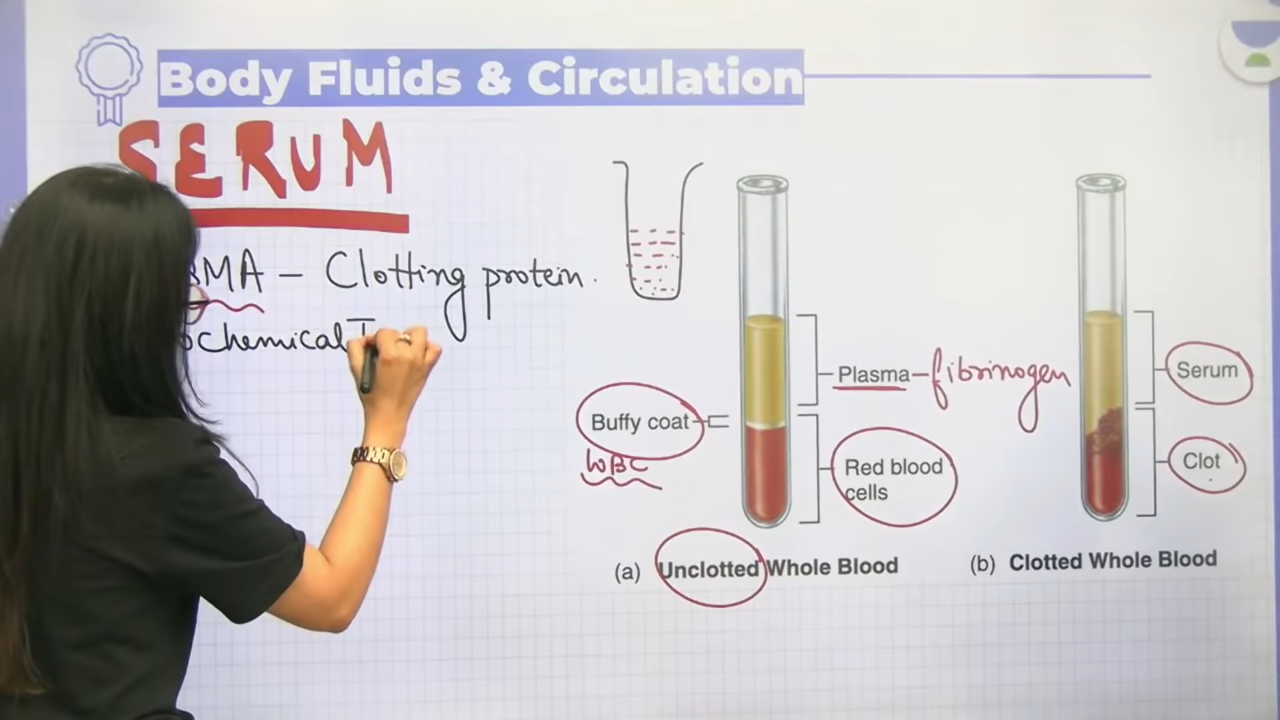 Body Fluids & Circulation
SERUM
MA – Clotting protein.
ochemical T
Plasma – fibrinogen
Buffy coat
WBC
Red blood
cells
Serum
Clot
(a) Unclotted Whole Blood
(b) Clotted Whole Blood